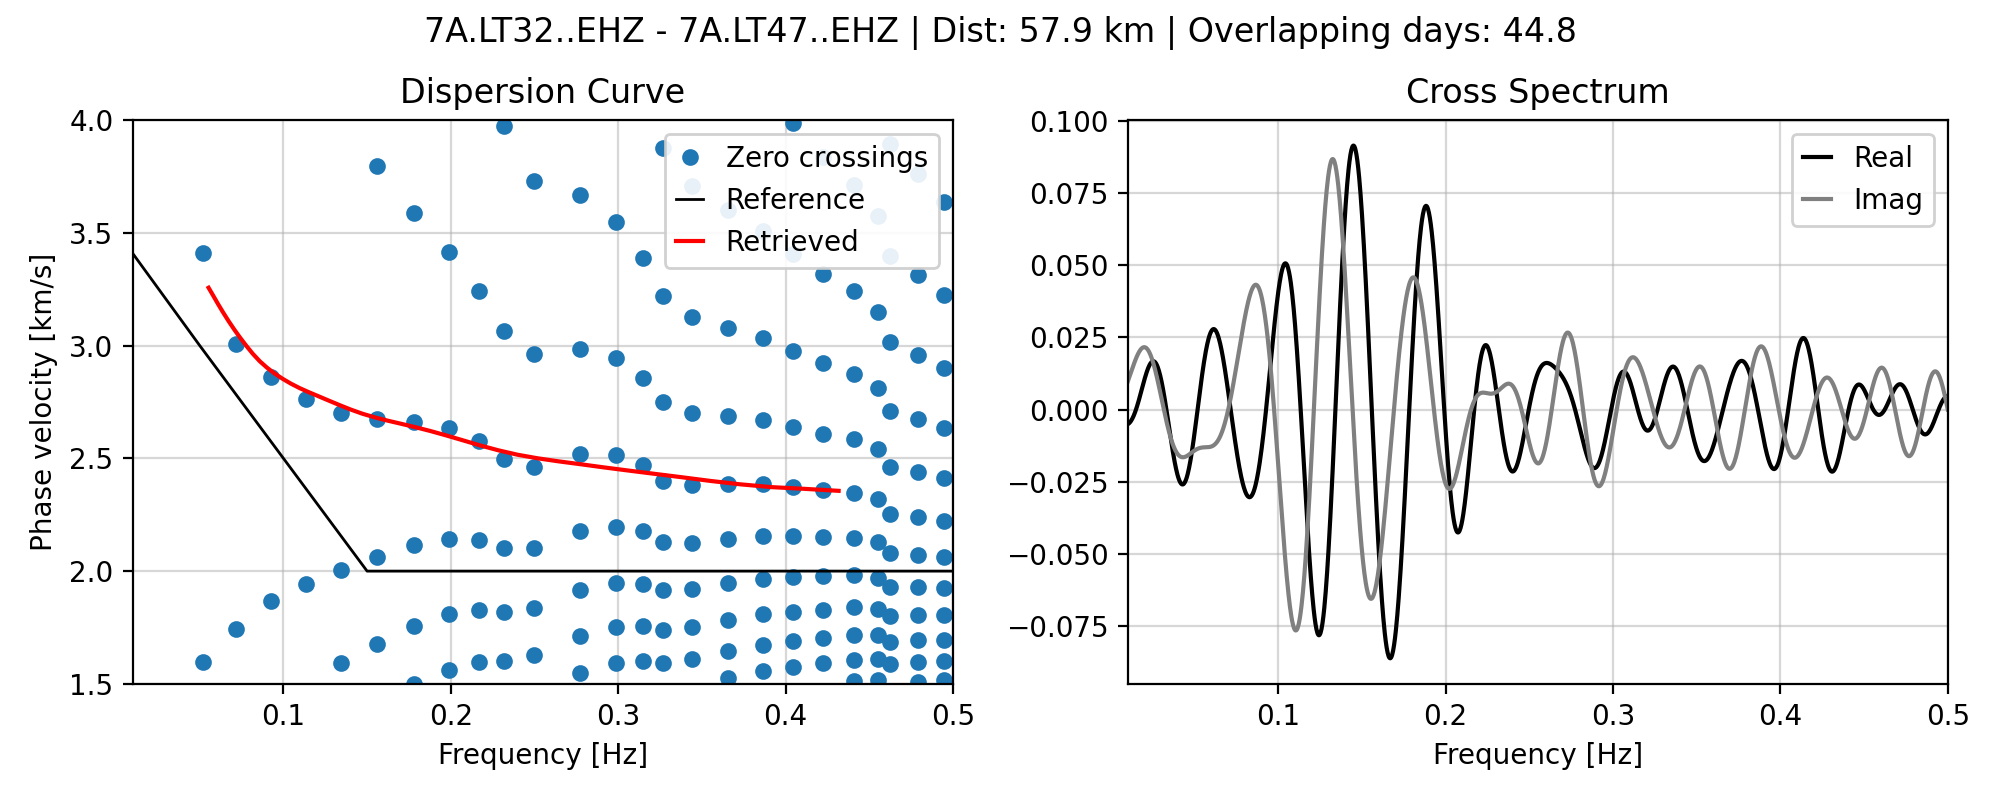 7A.LT32..EHZ - 7A.LT47..EHZ | Dist: 57.9 km | Overlapping days: 44.8
Dispersion Curve
4.0
3.5
3.0
2.5
2.0
1.5
Phase velocity [km/s]
Zero crossings
Reference
Retrieved
0.1
0.2
0.3
0.4
0.5
Frequency [Hz]
Cross Spectrum
0.100
0.075
0.050
0.025
0.000
−0.025
−0.050
−0.075
Real
Imag
0.1
0.2
0.3
0.4
0.5
Frequency [Hz]